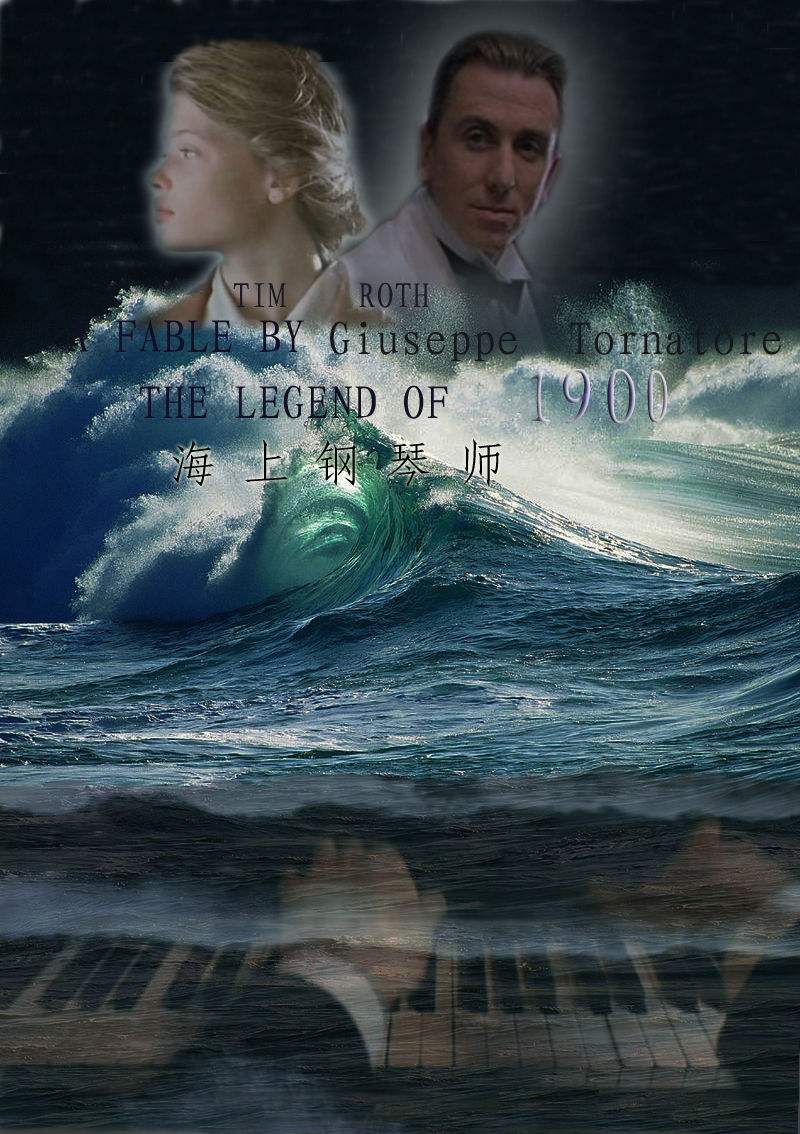 TIM ROTH
A FABLE BY Giuseppe Tornatore
THE LEGEND OF 1900
海上钢琴师